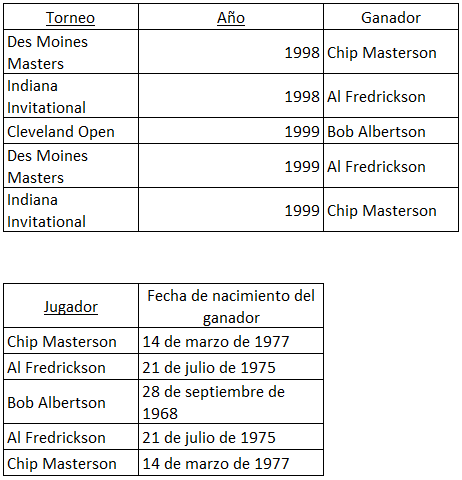 Torneo Año Ganador
Des Moines
Masters 1998 Chip Masterson
Indiana
Invitational 1998 Al Fredrickson
Cleveland Open 1999 Bob Albertson
Des Moines
Masters 1999 Al Fredrickson
Indiana
Invitational 1999 Chip Masterson
Jugador Fecha de nacimiento del
ganador
Chip Masterson 14 de marzo de 1977
Al Fredrickson 21 de julio de 1975
Bob Albertson 28 de septiembre de
1968
Al Fredrickson 21 de julio de 1975
Chip Masterson 14 de marzo de 1977